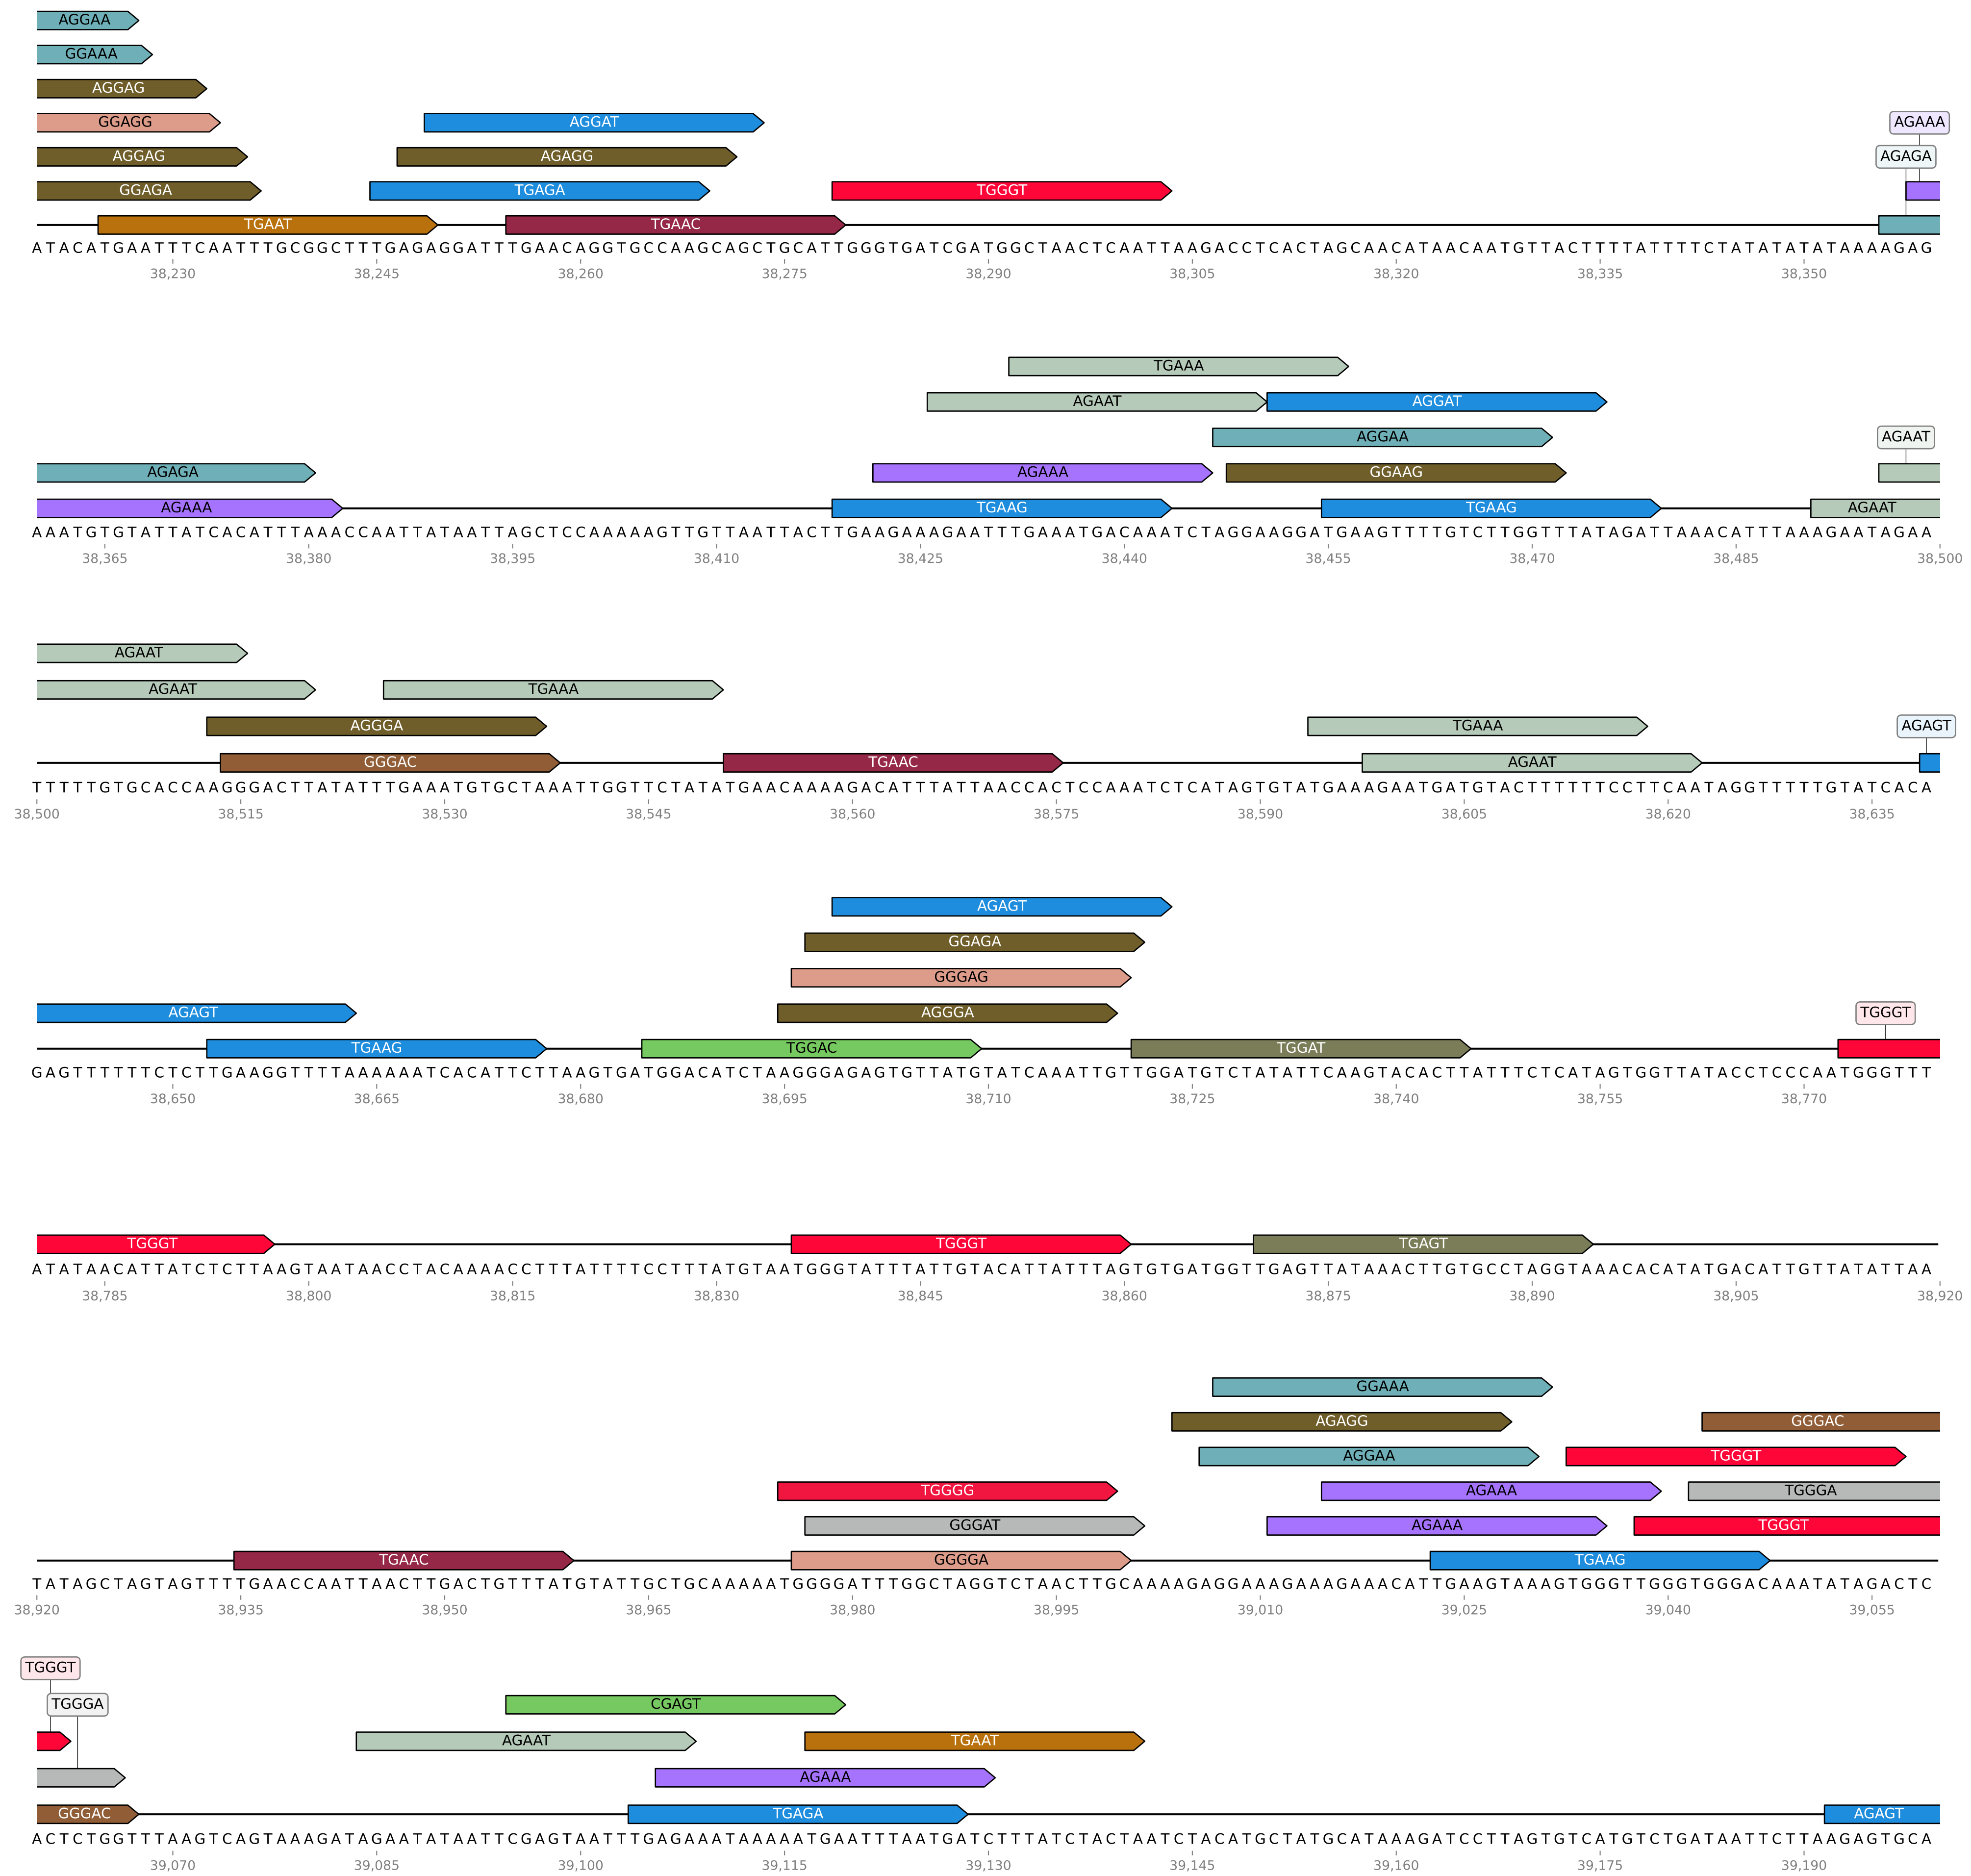 AGGAA
GGAAA
AGGAG
GGAGG AGGAT AGAAA
AGGAG AGAGG AGAGA
GGAGA TGAGA TGGGT
TGAAT TGAAC
ATACATGAATTTCAATTTGCGGCTTTGAGAGGATTTGAACAGGTGCCAAGCAGCTGCATTGGGTGATCGATGGCTAACTCAATTAAGACCTCACTAGCAACATAACAATGTTACTTTTATTTTCTATATATATAAAAGAG
38,230 38,245 38,260 38,275 38,290 38,305 38,320 38,335 38,350
TGAAA
AGAAT AGGAT
AGGAA AGAAT
AGAGA AGAAA GGAAG
AGAAA TGAAG TGAAG AGAAT
AAATGTGTATTATCACATTTAAACCAATTATAATTAGCTCCAAAAAGTTGTTAATTACTTGAAGAAAGAATTTGAAATGACAAATCTAGGAAGGATGAAGTTTTGTCTTGGTTTATAGATTAAACATTTAAAGAATAGAA
38,365 38,380 38,395 38,410 38,425 38,440 38,455 38,470 38,485 38,500
AGAAT
AGAAT TGAAA
AGGGA TGAAA AGAGT
GGGAC TGAAC AGAAT
TTTTTGTGCACCAAGGGACTTATATTTGAAATGTGCTAAATTGGTTCTATATGAACAAAAGACATTTATTAACCACTCCAAATCTCATAGTGTATGAAAGAATGATGTACTTTTTTCCTTCAATAGGTTTTTGTATCACA
38,500 38,515 38,530 38,545 38,560 38,575 38,590 38,605 38,620 38,635
AGAGT
GGAGA
GGGAG
AGAGT AGGGA TGGGT
TGAAG TGGAC TGGAT
GAGTTTTTTCTCTTGAAGGTTTTAAAAAATCACATTCTTAAGTGATGGACATCTAAGGGAGAGTGTTATGTATCAAATTGTTGGATGTCTATATTCAAGTACACTTATTTCTCATAGTGGTTATACCTCCCAATGGGTTT
38,650 38,665 38,680 38,695 38,710 38,725 38,740 38,755 38,770
TGGGT TGGGT TGAGT
ATATAACATTATCTCTTAAGTAATAACCTACAAAACCTTTATTTTCCTTTATGTAATGGGTATTTATTGTACATTATTTAGTGTGATGGTTGAGTTATAAACTTGTGCCTAGGTAAACACATATGACATTGTTATATTAA
38,785 38,800 38,815 38,830 38,845 38,860 38,875 38,890 38,905 38,920
GGAAA
AGAGG GGGAC
AGGAA TGGGT
TGGGG AGAAA TGGGA
GGGAT AGAAA TGGGT
TGAAC GGGGA TGAAG
TATAGCTAGTAGTTTTGAACCAATTAACTTGACTGTTTATGTATTGCTGCAAAAATGGGGATTTGGCTAGGTCTAACTTGCAAAAGAGGAAAGAAAGAAACATTGAAGTAAAGTGGGTTGGGTGGGACAAATATAGACTC
38,920 38,935 38,950 38,965 38,980 38,995 39,010 39,025 39,040 39,055
TGGGT
TGGGA CGAGT
AGAAT TGAAT
AGAAA
GGGAC TGAGA AGAGT
ACTCTGGTTTAAGTCAGTAAAGATAGAATATAATTCGAGTAATTTGAGAAATAAAAATGAATTTAATGATCTTTATCTACTAATCTACATGCTATGCATAAAGATCCTTAGTGTCATGTCTGATAATTCTTAAGAGTGCA
39,070 39,085 39,100 39,115 39,130 39,145 39,160 39,175 39,190